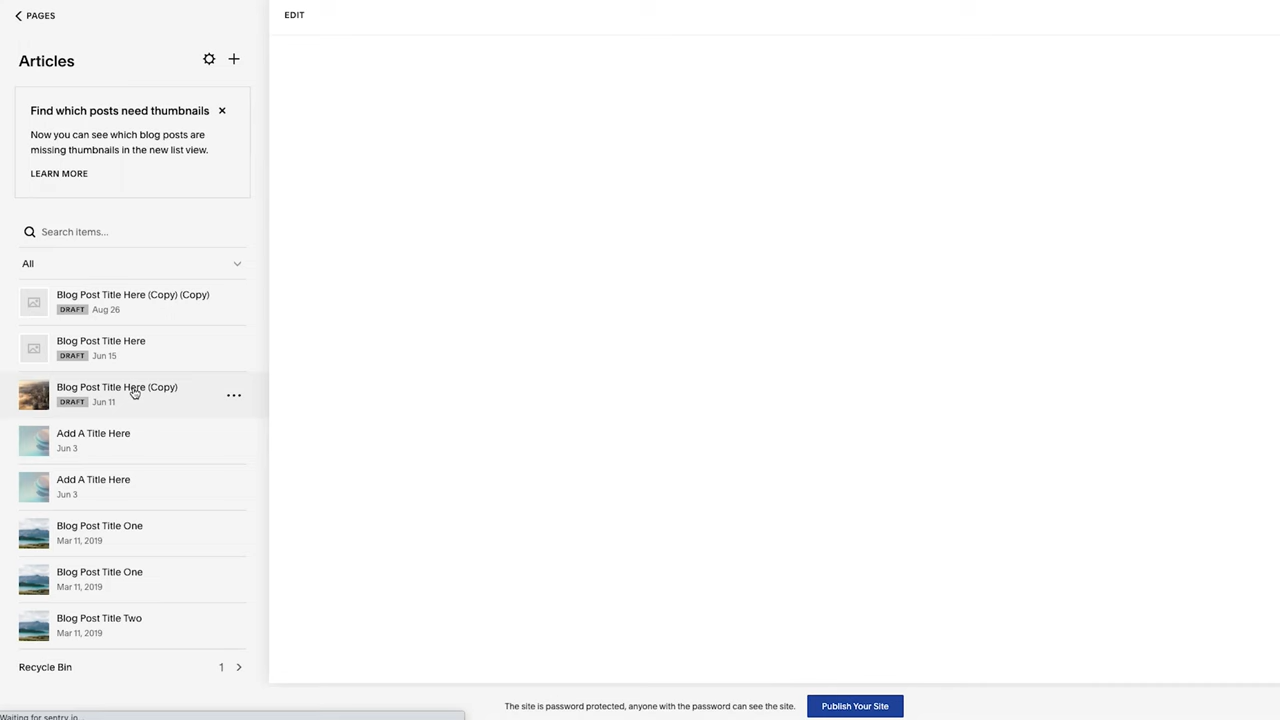 PAGES
EDIT
Articles
Find which posts need thumbnails
Now you can see which blog posts are
missing thumbnails in the new list view.
LEARN MORE
Search items...
All
Blog Post Title Here (Copy) (Copy)
DRAFT Aug 26
Blog Post Title Here
DRAFT Jun 15
Blog Post Title Here (Copy)
DRAFT Jun 11
Add A Title Here
Jun 3
Add A Title Here
Jun 3
Blog Post Title One
Mar 11, 2019
Blog Post Title One
Mar 11, 2019
Blog Post Title Two
Mar 11, 2019
Recycle Bin 1
The site is password protected, anyone with the password can see the site.
Publish Your Site
Waiting for sentry.io...